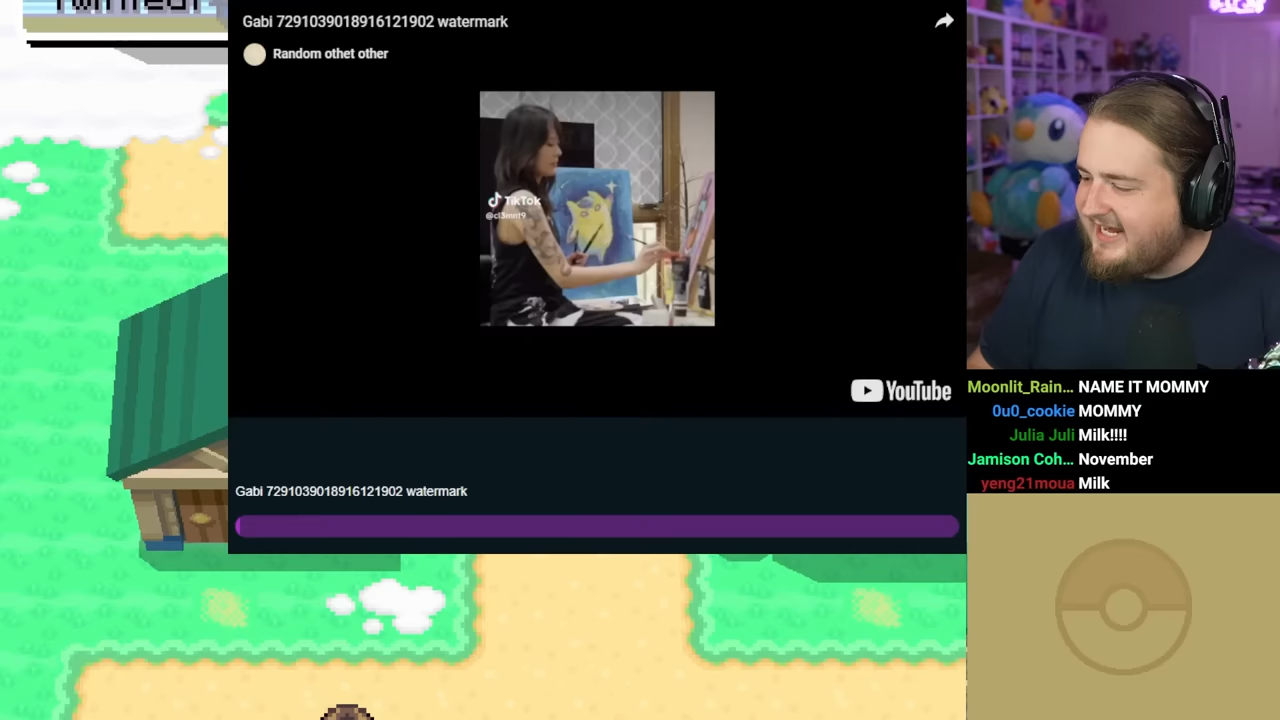 Gabi 7291039018916121902 watermark
Random othet other
TikTok
@cl3mnt9
YouTube
Gabi 7291039018916121902 watermark
Moonlit_Rain... NAME IT MOMMY
0u0_cookie MOMMY
Julia Juli Milk!!!!
Jamison Coh... November
yeng21moua Milk